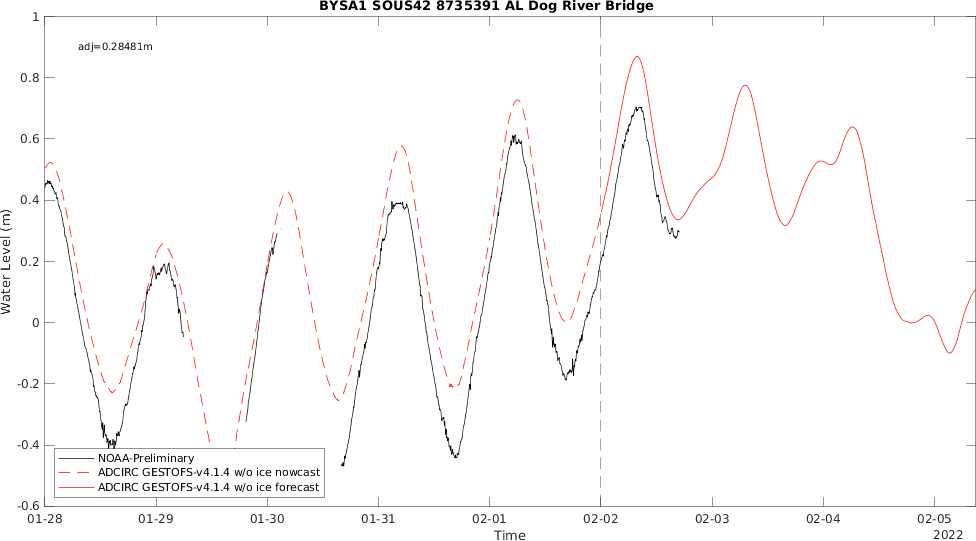 BYSA1 SOUS42 8735391 AL Dog River Bridge
adj=0.28481m
1
0.8
0.6
0.4
0.2
0
-0.2
-0.4
-0.6
Water Level (m)
NOAA-Preliminary
ADCIRC GESTOFS-v4.1.4 w/o ice nowcast
ADCIRC GESTOFS-v4.1.4 w/o ice forecast
01-28 01-29 01-30 01-31 02-01 02-02 02-03 02-04 02-05
Time
2022